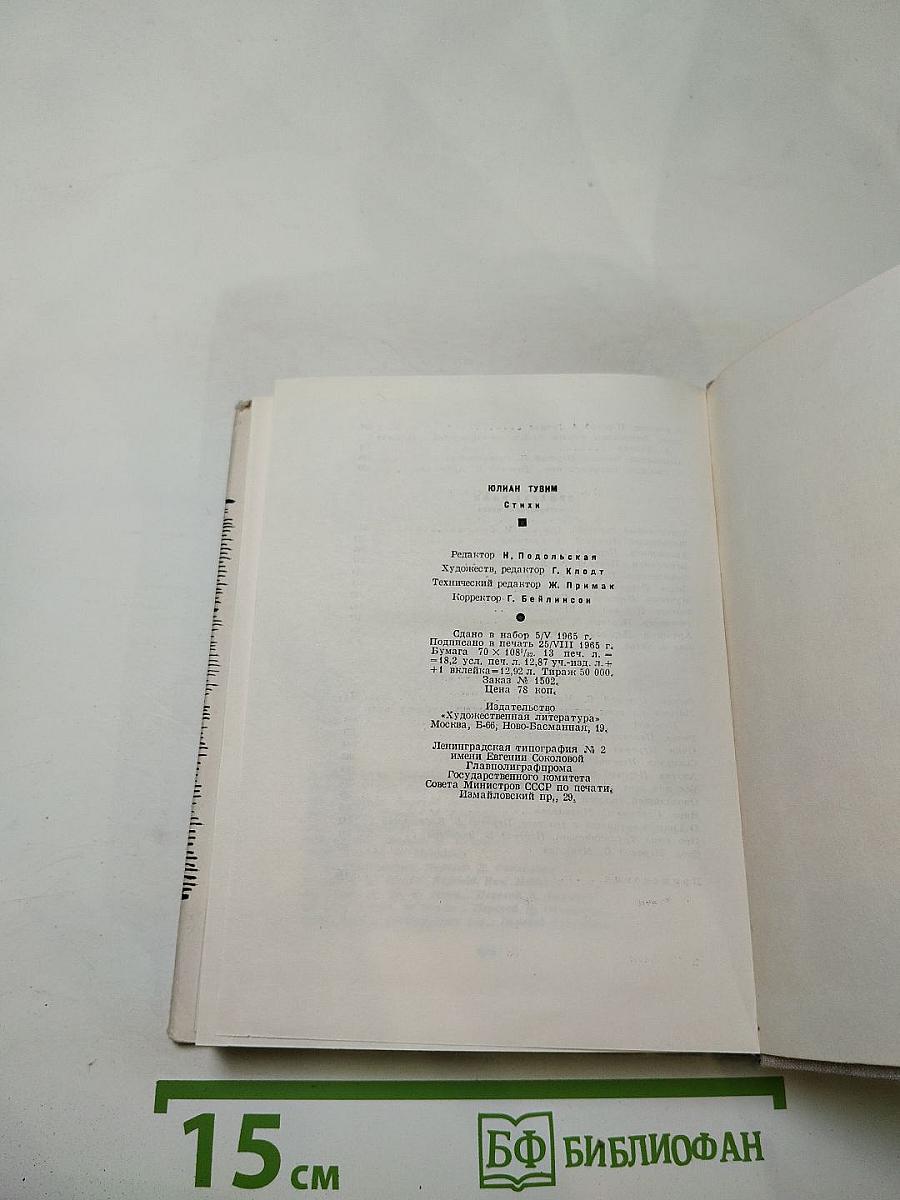 ЮЛИАН ТУВИМ
Стихи
Редактор Н. Подольская
Художеств, редактор Г. Клодт
Технический редактор Ж. Примак
Корректор Г. Бейлинсон
Сдано в набор 5/V 1965 г.
Подписано в печать 25/VIII 1965 г.
Бумага 70 × 108¹/₃₂. 13 печ. л. =
=18,2 усл. печ. л. 12,87 уч.-изд. л.+
+1 вклейка=12,92 л. Тираж 50 000.
Заказ № 1502.
Цена 78 коп.
Издательство
«Художественная литература»
Москва, Б-66, Ново-Басманная, 19.
Ленинградская типография № 2
имени Евгении Соколовой
Главполиграфпрома
Государственного комитета
Совета Министров СССР по печати.
Измайловский пр., 29.
15 см
БФ БИБЛИОФАН